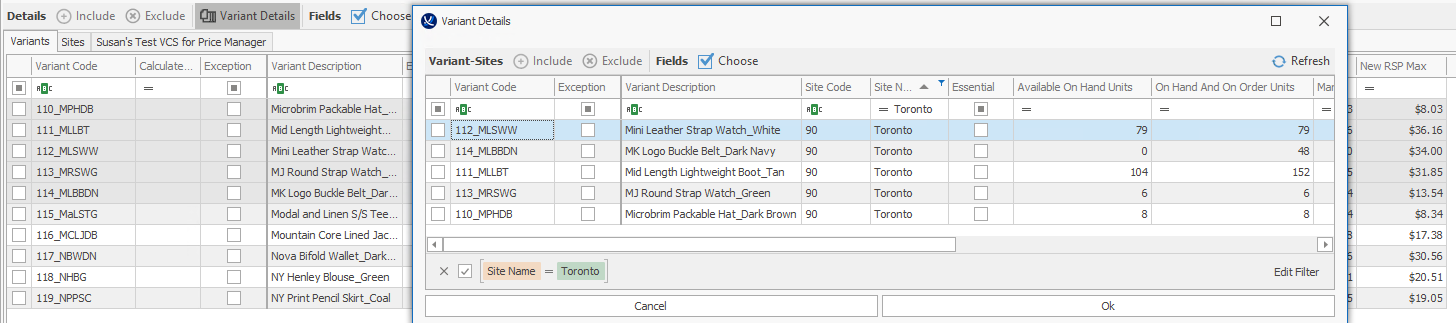 Details Include Exclude Variant Details Fields Choose
Variants Sites Susan's Test VCS for Price Manager
Variant Code Calculate... Exception Variant Description
ABC = ABC
110_MPHDB Microbrim Packable Hat_...
111_MLLBT Mid Length Lightweight...
112_MLSWW Mini Leather Strap Watc...
113_MRSWG MJ Round Strap Watch_...
114_MLBBDN MK Logo Buckle Belt_Dar...
115_MaLSTG Modal and Linen S/S Tee...
116_MCLJDB Mountain Core Lined Jac...
117_NBWDN Nova Bifold Wallet_Dark...
118_NHBG NY Henley Blouse_Green
119_NPPSC NY Print Pencil Skirt_Coal
Variant Details
Variant-Sites Include Exclude Fields Choose Refresh
Variant Code Exception Variant Description Site Code Site N... Essential Available On Hand Units On Hand And On Order Units Mar
ABC ABC ABC = Toronto = = =
112_MLSWW Mini Leather Strap Watch_White 90 Toronto 79 79
114_MLBBDN MK Logo Buckle Belt_Dark Navy 90 Toronto 0 48
111_MLLBT Mid Length Lightweight Boot_Tan 90 Toronto 104 152
113_MRSWG MJ Round Strap Watch_Green 90 Toronto 6 6
110_MPHDB Microbrim Packable Hat_Dark Brown 90 Toronto 8 8
Site Name = Toronto Edit Filter
Cancel Ok
New RSP Max
=
$8.03
$36.16
$34.00
$31.85
$13.54
$8.34
$17.38
$30.56
$20.51
$19.05